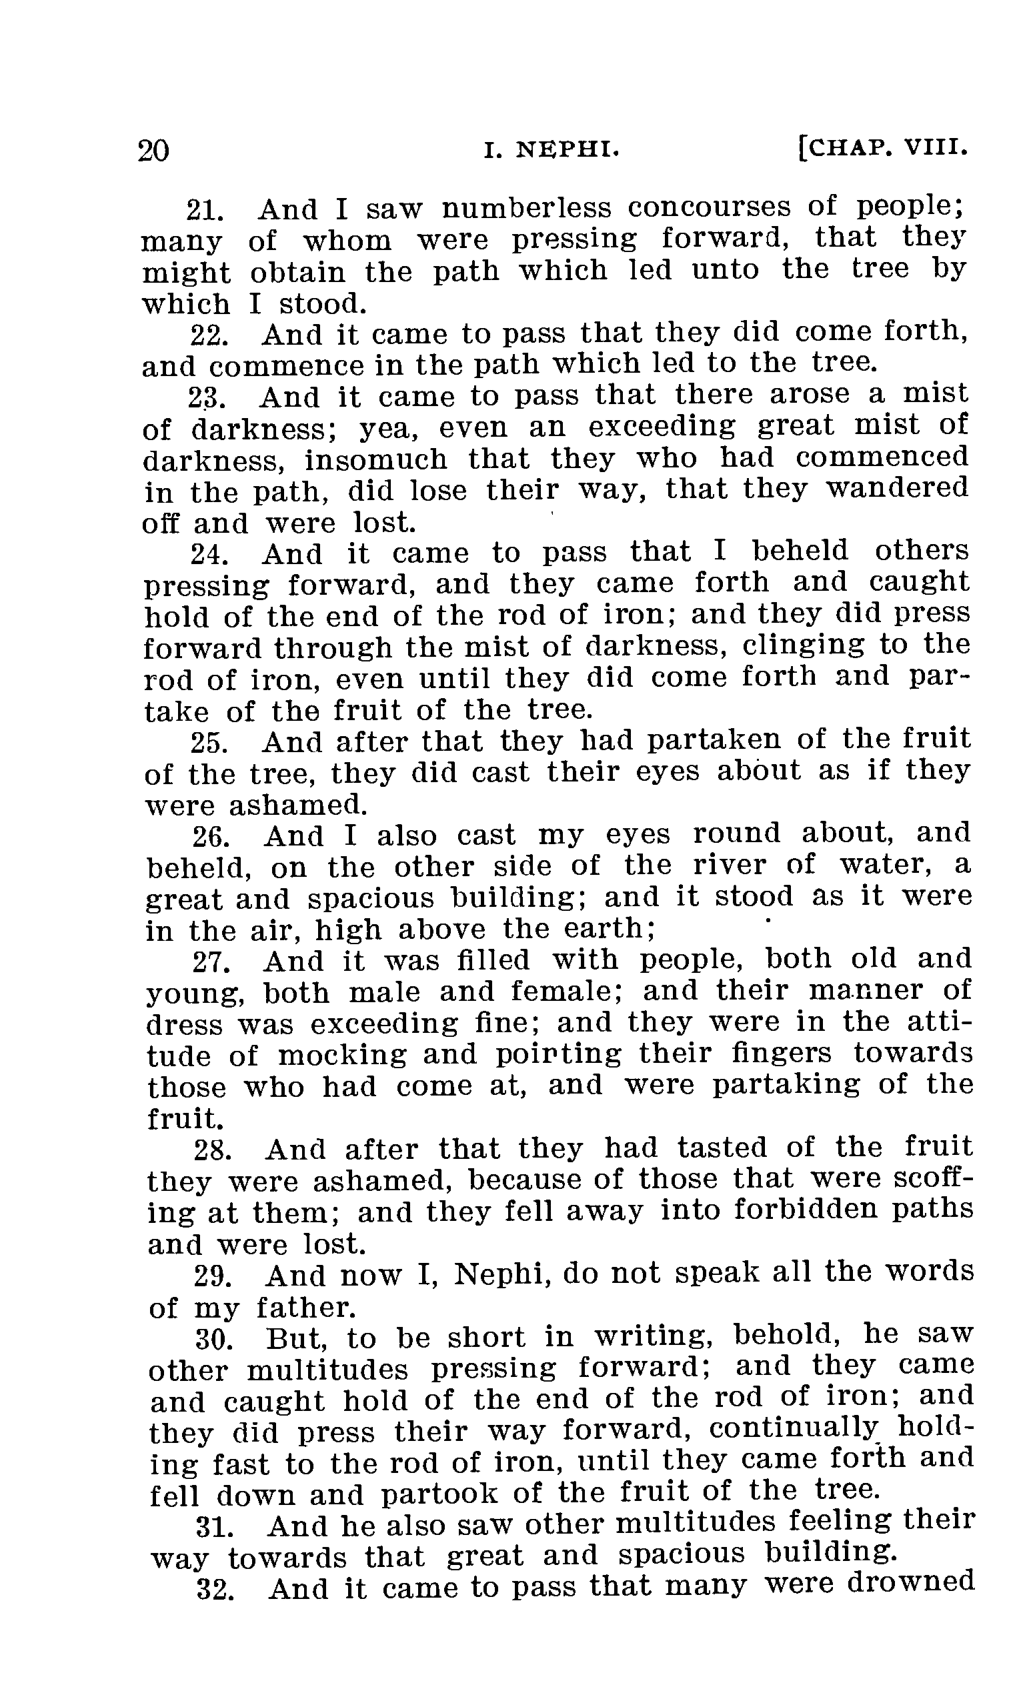 20 I. NEPHI. [CHAP. VIII.
21. And I saw numberless concourses of people;
many of whom were pressing forward, that they
might obtain the path which led unto the tree by
which I stood.
22. And it came to pass that they did come forth,
and commence in the path which led to the tree.
23. And it came to pass that there arose a mist
of darkness; yea, even an exceeding great mist of
darkness, insomuch that they who had commenced
in the path, did lose their way, that they wandered
off and were lost.
24. And it came to pass that I beheld others
pressing forward, and they came forth and caught
hold of the end of the rod of iron; and they did press
forward through the mist of darkness, clinging to the
rod of iron, even until they did come forth and par-
take of the fruit of the tree.
25. And after that they had partaken of the fruit
of the tree, they did cast their eyes about as if they
were ashamed.
26. And I also cast my eyes round about, and
beheld, on the other side of the river of water, a
great and spacious building; and it stood as it were
in the air, high above the earth;
27. And it was filled with people, both old and
young, both male and female; and their manner of
dress was exceeding fine; and they were in the atti-
tude of mocking and pointing their fingers towards
those who had come at, and were partaking of the
fruit.
28. And after that they had tasted of the fruit
they were ashamed, because of those that were scoff-
ing at them; and they fell away into forbidden paths
and were lost.
29. And now I, Nephi, do not speak all the words
of my father.
30. But, to be short in writing, behold, he saw
other multitudes pressing forward; and they came
and caught hold of the end of the rod of iron; and
they did press their way forward, continually hold-
ing fast to the rod of iron, until they came forth and
fell down and partook of the fruit of the tree.
31. And he also saw other multitudes feeling their
way towards that great and spacious building.
32. And it came to pass that many were drowned